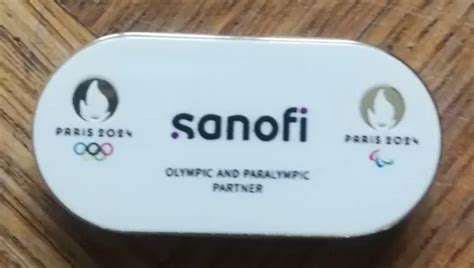 PARIS 2024
sanofi
PARIS 2024
OLYMPIC AND PARALYMPIC
PARTNER